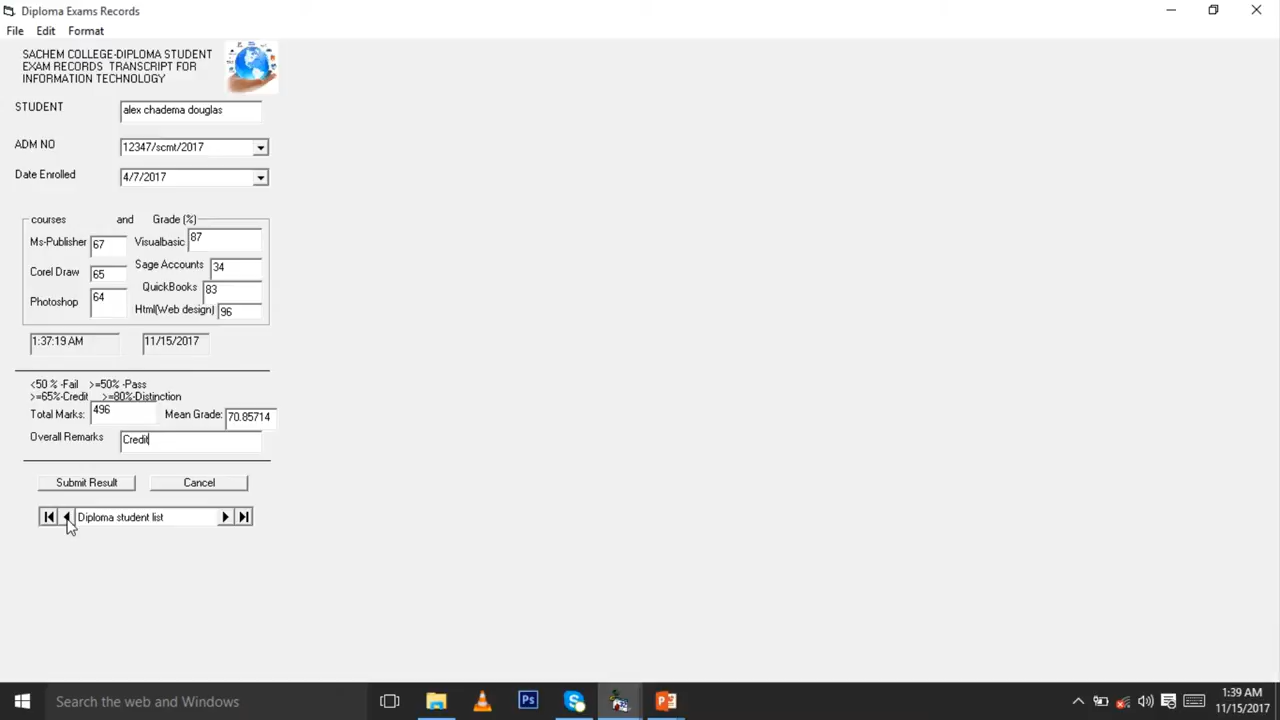 Diploma Exams Records
File Edit Format
SACHEM COLLEGE-DIPLOMA STUDENT
EXAM RECORDS TRANSCRIPT FOR
INFORMATION TECHNOLOGY
STUDENT alex chadema douglas
ADM NO 12347/scmt/2017
Date Enrolled 4/7/2017
courses and Grade (%)
Ms-Publisher 67 Visualbasic 87
Corel Draw 65 Sage Accounts 34
Photoshop 64 QuickBooks 83
Html(Web design) 96
1:37:19 AM 11/15/2017
<50 % -Fail >=50% -Pass
>=65%-Credit >=80%-Distinction
Total Marks: 496 Mean Grade: 70.85714
Overall Remarks Credit
Submit Result Cancel
Diploma student list
Search the web and Windows
Ps
1:39 AM
11/15/2017